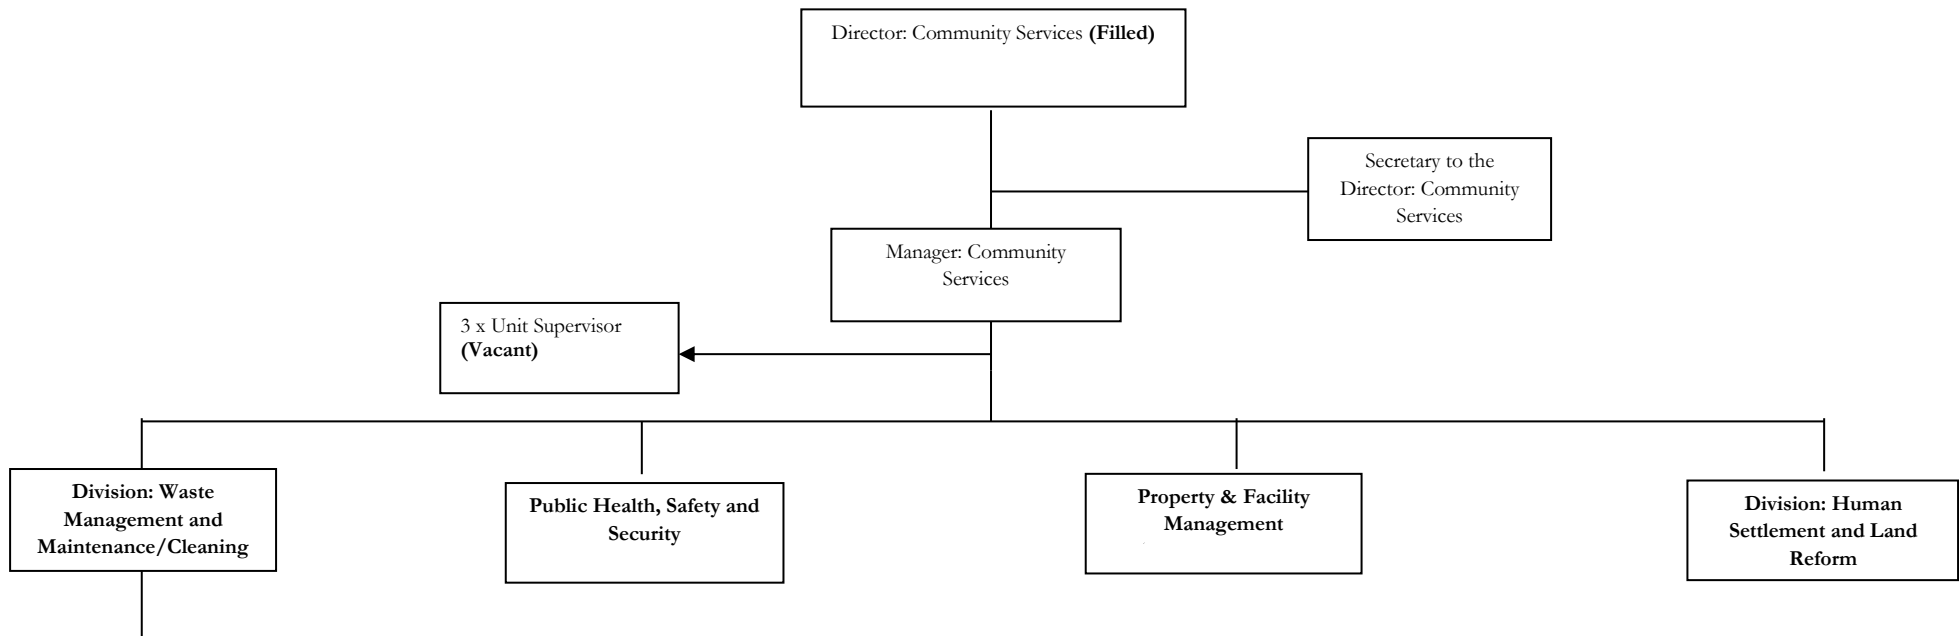 Director: Community Services (Filled)
Secretary to the
Director: Community
Services
Manager: Community
Services
3 x Unit Supervisor
(Vacant)
Division: Waste
Management and
Maintenance/Cleaning
Public Health, Safety and
Security
Property & Facility
Management
Division: Human
Settlement and Land
Reform